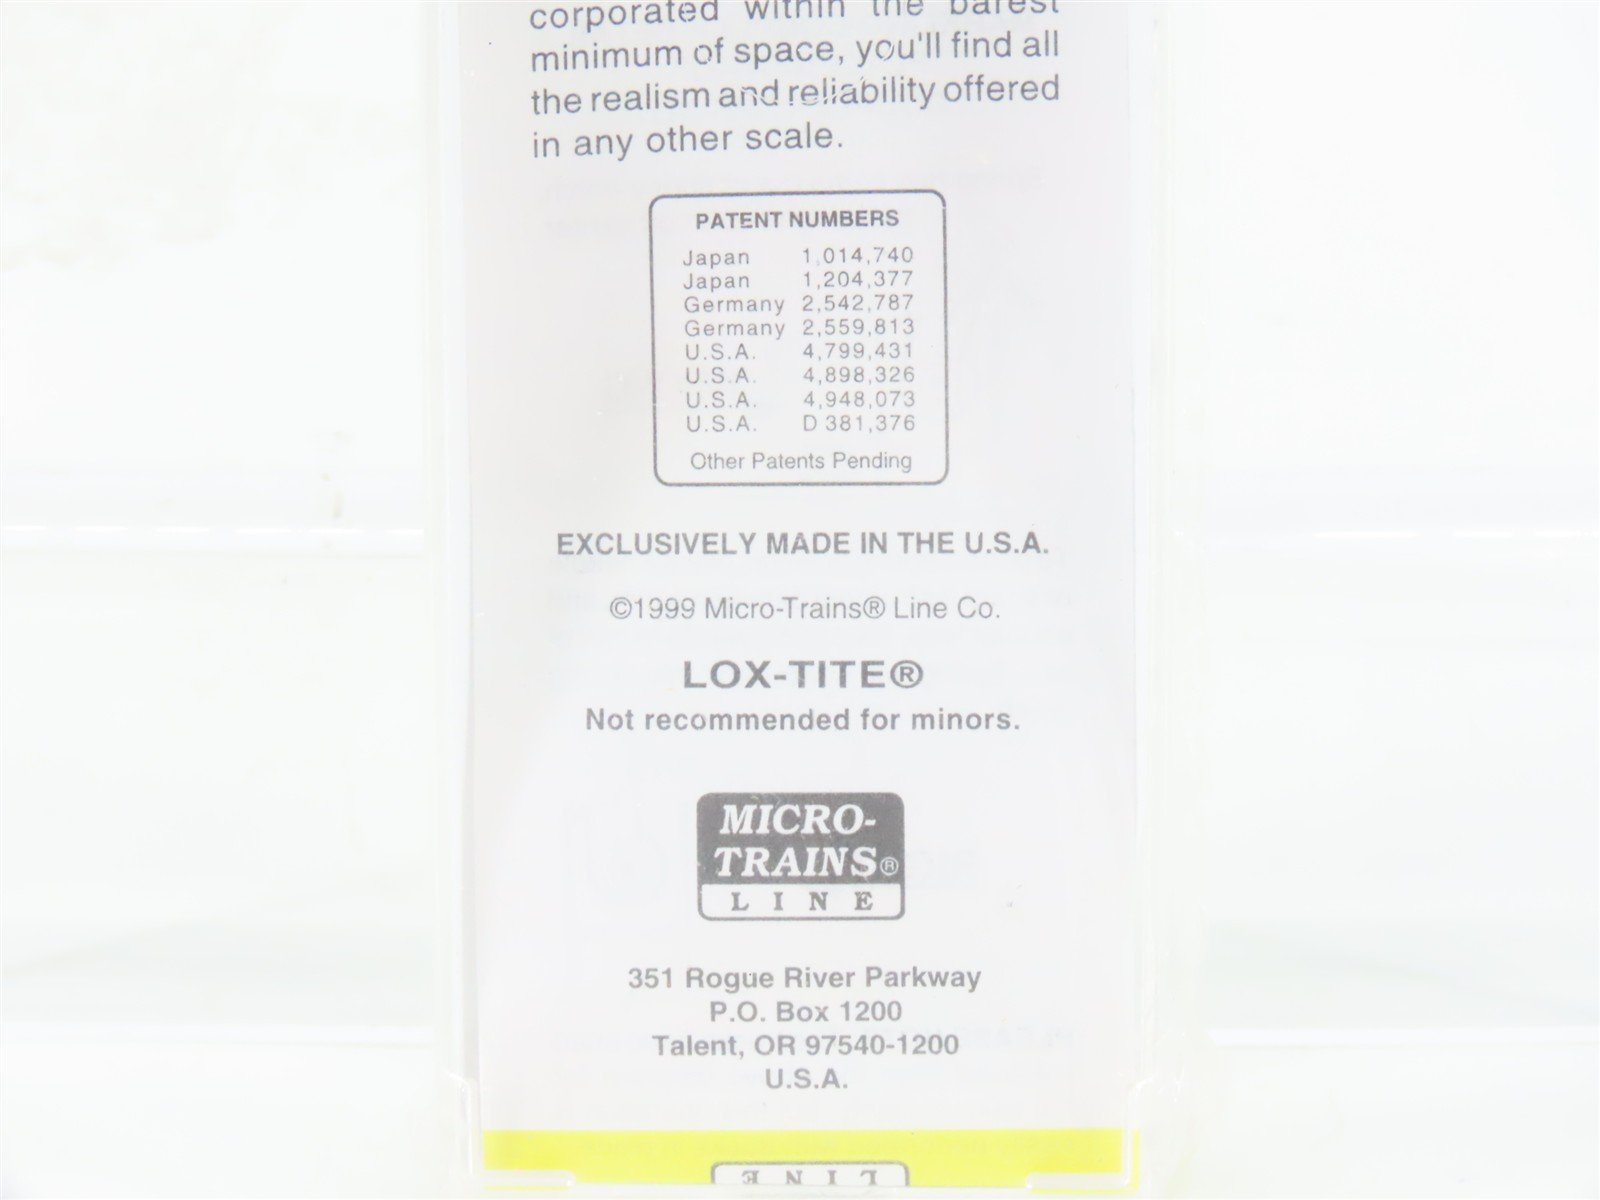 corporated within the barest
minimum of space, you'll find all
the realism and reliability offered
in any other scale.
PATENT NUMBERS
Japan 1,014,740
Japan 1,204,377
Germany 2,542,787
Germany 2,559,813
U.S.A. 4,799,431
U.S.A. 4,898,326
U.S.A. 4,948,073
U.S.A. D 381,376
Other Patents Pending
EXCLUSIVELY MADE IN THE U.S.A.
©1999 Micro-Trains® Line Co.
LOX-TITE®
Not recommended for minors.
MICRO-
TRAINS®
LINE
351 Rogue River Parkway
P.O. Box 1200
Talent, OR 97540-1200
U.S.A.
LINE